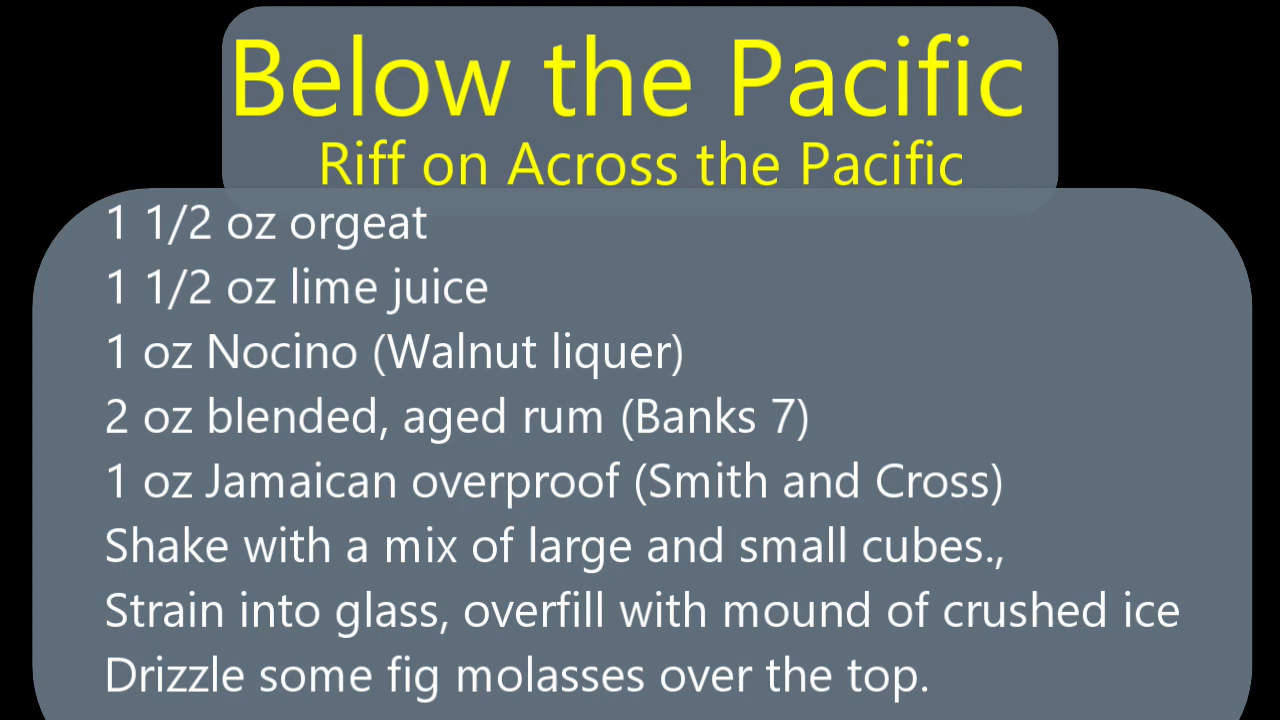 Below the Pacific
Riff on Across the Pacific
1 1/2 oz orgeat
1 1/2 oz lime juice
1 oz Nocino (Walnut liquer)
2 oz blended, aged rum (Banks 7)
1 oz Jamaican overproof (Smith and Cross)
Shake with a mix of large and small cubes.,
Strain into glass, overfill with mound of crushed ice
Drizzle some fig molasses over the top.